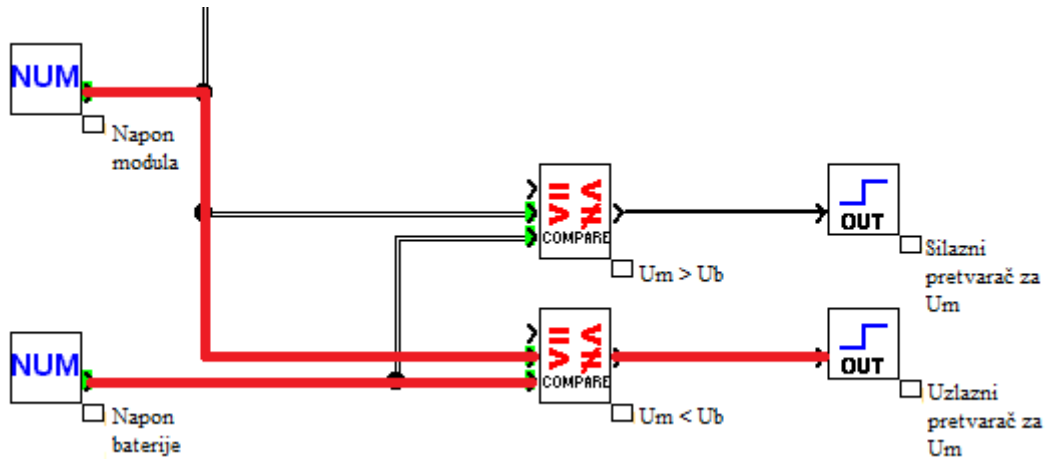 NUM
Napon
modula
COMPARE
Um > Ub
OUT
Silazni
pretvarač za
Um
NUM
Napon
baterije
COMPARE
Um < Ub
OUT
Uzlazni
pretvarač za
Um